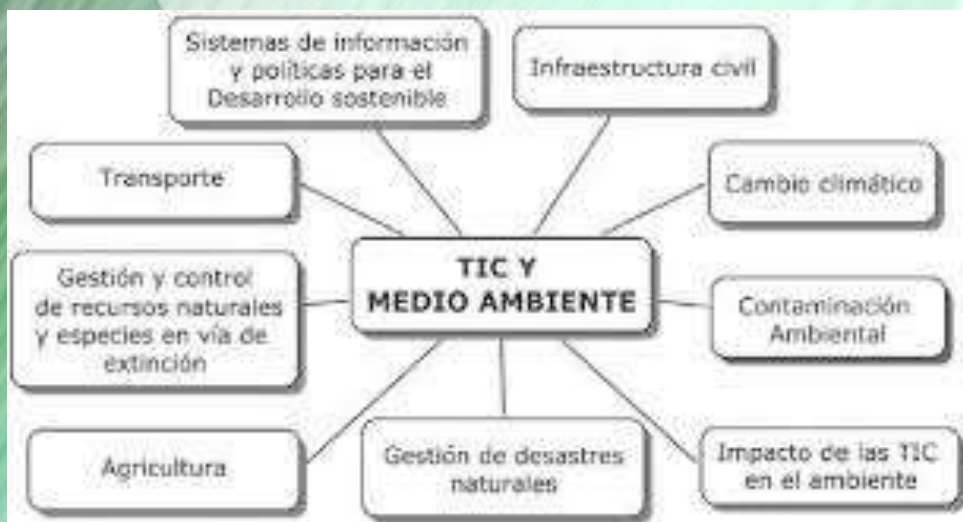 Sistemas de información
y políticas para el
Desarrollo sostenible
Infraestructura civil
Transporte
Cambio climático
TIC Y
MEDIO AMBIENTE
Gestión y control
de recursos naturales
y especies en vía de
extinción
Contaminación
Ambiental
Agricultura
Gestión de desastres
naturales
Impacto de las TIC
en el ambiente